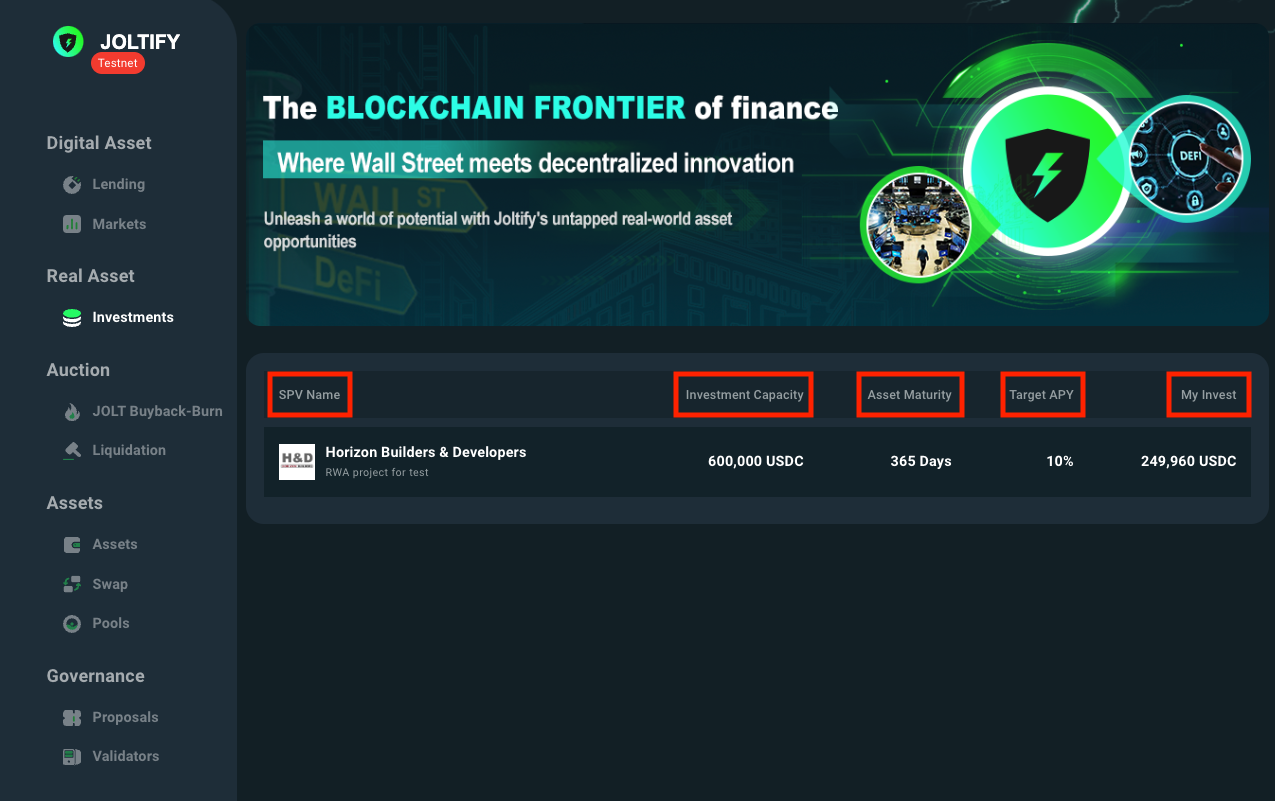 JOLTIFY
Testnet
Digital Asset
Lending
Markets
Real Asset
Investments
Auction
JOLT Buyback-Burn
Liquidation
Assets
Assets
Swap
Pools
Governance
Proposals
Validators
The BLOCKCHAIN FRONTIER of finance
Where Wall Street meets decentralized innovation
Unleash a world of potential with Joltify's untapped real-world asset
opportunities
WALL ST
DeFi
DEFI
SPV Name
Investment Capacity
Asset Maturity
Target APY
My Invest
H&D
Horizon Builders & Developers
RWA project for test
600,000 USDC
365 Days
10%
249,960 USDC